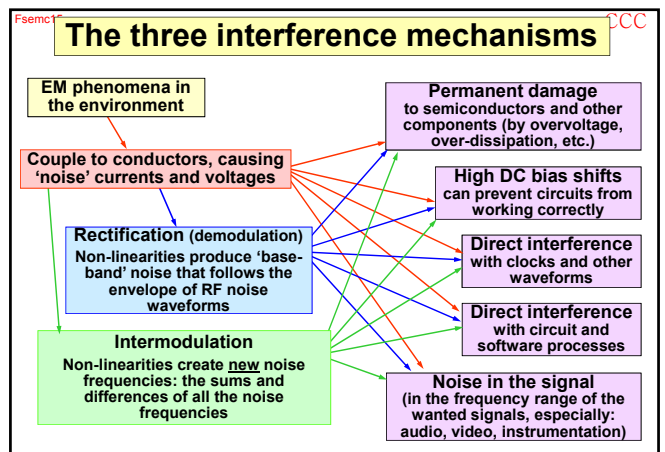 Fsemc15
CCC
The three interference mechanisms
EM phenomena in
the environment
Couple to conductors, causing
‘noise’ currents and voltages
Rectification (demodulation)
Non-linearities produce ‘base-
band’ noise that follows the
envelope of RF noise
waveforms
Intermodulation
Non-linearities create new noise
frequencies: the sums and
differences of all the noise
frequencies
Permanent damage
to semiconductors and other
components (by overvoltage,
over-dissipation, etc.)
High DC bias shifts
can prevent circuits from
working correctly
Direct interference
with clocks and other
waveforms
Direct interference
with circuit and
software processes
Noise in the signal
(in the frequency range of the
wanted signals, especially:
audio, video, instrumentation)